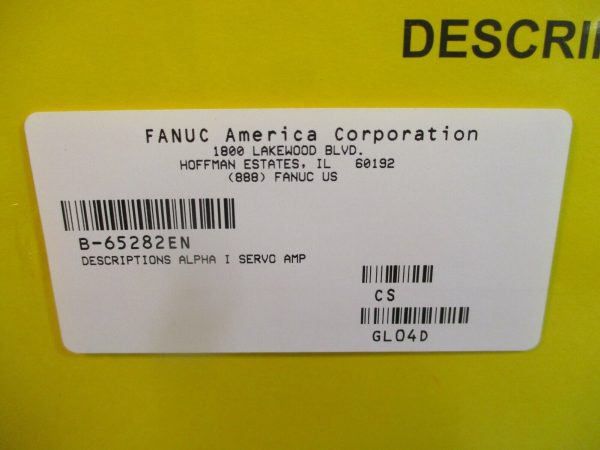 DESCRI
FANUC America Corporation
1800 LAKEWOOD BLVD.
HOFFMAN ESTATES, IL 60192
(888) FANUC US
B-65282EN
DESCRIPTIONS ALPHA I SERVO AMP
CS
GL04D